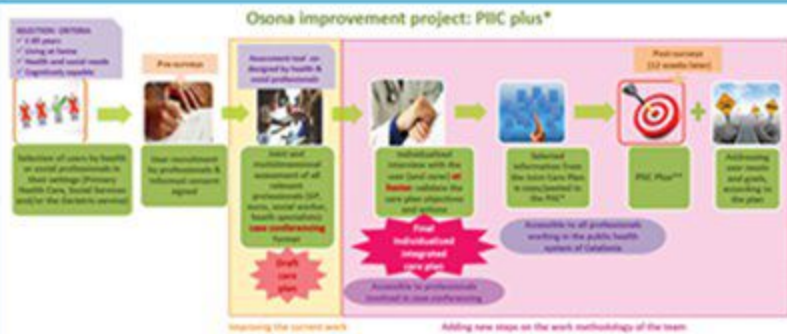 Osona improvement project: PIIC plus*
SELECTION CRITERIA
Living at home
Health and social needs
Cognitively capable
Pre-surveys
Assessment tool co-
designed by health &
social professionals
Post-surveys
(12 weeks later)
Selection of users by health
or social professionals in
their settings (Primary
Health Care, Social Services
and/or the Geriatric service)
User recruitment
by professionals &
informed consent
signed
Joint and
multidimensional
assessment of all
relevant
professionals (GP,
nurse, social worker,
health specialists)
case conferencing
format
Individualized
interview with the
user (and carer) at
home: validate the
care plan objectives
and actions
Selected
information from
the Joint Care Plan
is
in
the PIIC*
PIIC Plus**
Addressing
user needs
and goals,
according to
the plan
Draft
care
plan
Final
individualized
integrated
care plan
Accessible to all professionals
working in the public health
system of Catalonia
Accessible to professionals
involved in case conferencing
Improving the current work
Adding new steps on the work methodology of the team